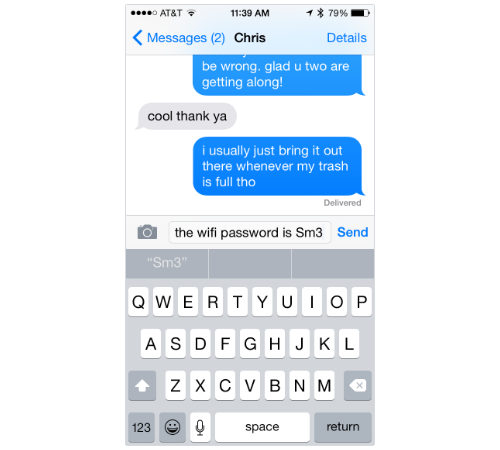 AT&T 11:39 AM 79%
Messages (2) Chris Details
be wrong. glad u two are
getting along!
cool thank ya
i usually just bring it out
there whenever my trash
is full tho
Delivered
the wifi password is Sm3 Send
“Sm3”
Q W E R T Y U I O P
A S D F G H J K L
Z X C V B N M
123 space return